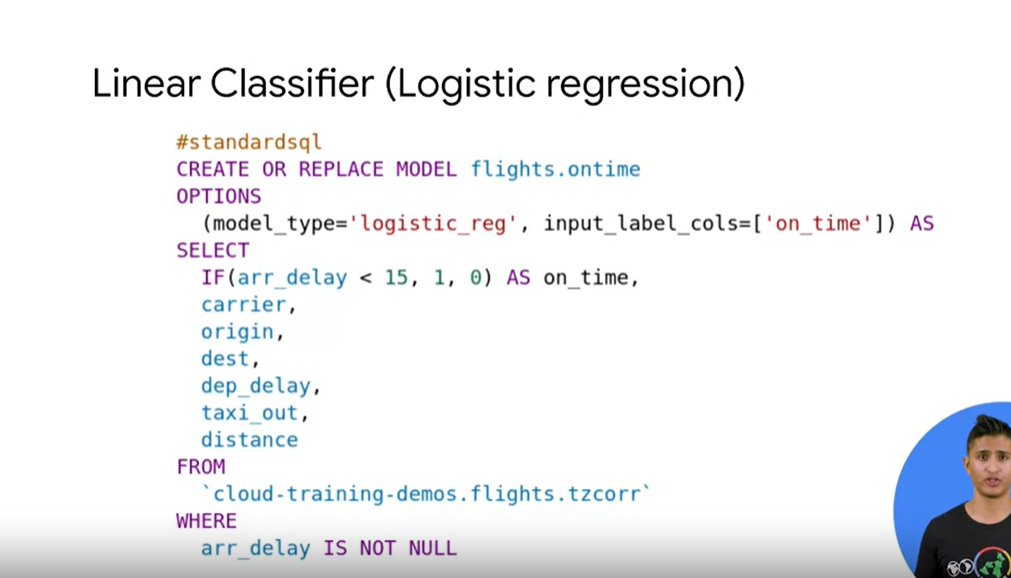 Linear Classifier (Logistic regression)
#standardsql
CREATE OR REPLACE MODEL flights.ontime
OPTIONS
(model_type='logistic_reg', input_label_cols=['on_time']) AS
SELECT
IF(arr_delay < 15, 1, 0) AS on_time,
carrier,
origin,
dest,
dep_delay,
taxi_out,
distance
FROM
`cloud-training-demos.flights.tzcorr`
WHERE
arr_delay IS NOT NULL